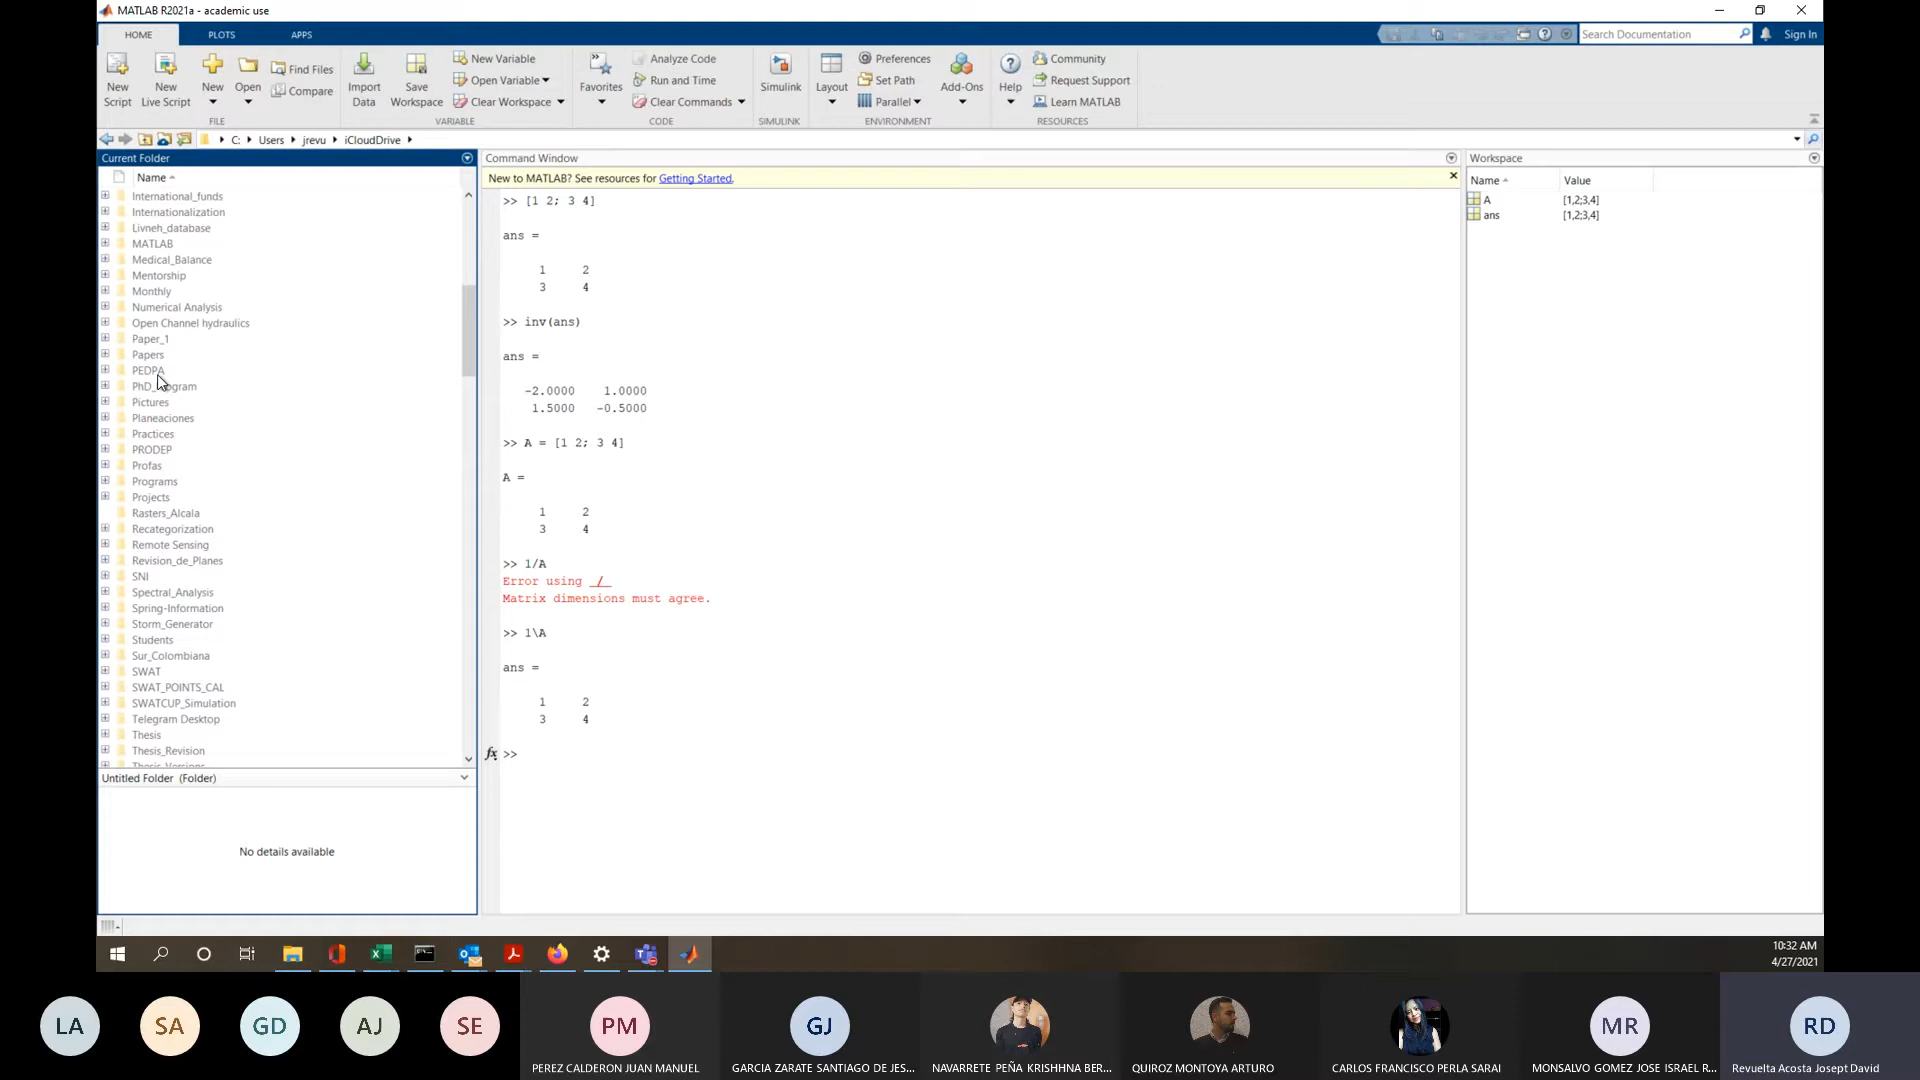 MATLAB R2021a - academic use
HOME PLOTS APPS
Search Documentation
Sign In
New Script
New Live Script
New
Open
Find Files
Compare
FILE
Import Data
Save Workspace
New Variable
Open Variable
Clear Workspace
VARIABLE
Favorites
Analyze Code
Run and Time
Clear Commands
CODE
Simulink
SIMULINK
Layout
Preferences
Set Path
Parallel
Add-Ons
ENVIRONMENT
Help
Community
Request Support
Learn MATLAB
RESOURCES
C: Users jrevu iCloudDrive
Current Folder
Name
International_funds
Internationalization
Livneh_database
MATLAB
Medical_Balance
Mentorship
Monthly
Numerical Analysis
Open Channel hydraulics
Paper_1
Papers
PEDPA
Pictures
Planeaciones
Practices
PRODEP
Profas
Programs
Projects
Rasters_Alcala
Recategorization
Remote Sensing
Revision_de_Planes
SNI
Spectral_Analysis
Spring-Information
Storm_Generator
Students
Sur_Colombiana
SWAT
SWAT_POINTS_CAL
SWATCUP_Simulation
Telegram Desktop
Thesis
Thesis_Revision
Untitled Folder (Folder)
No details available
Command Window
New to MATLAB? See resources for Getting Started.
>> [1 2; 3 4]
ans =
1 2
3 4
>> inv(ans)
ans =
-2.0000 1.0000
1.5000 -0.5000
>> A = [1 2; 3 4]
A =
1 2
3 4
>> 1/A
Error using /
Matrix dimensions must agree.
>> 1\A
ans =
1 2
3 4
fx >>
Workspace
Name Value
A [1,2;3,4]
ans [1,2;3,4]
10:32 AM
4/27/2021
LA
SA
GD
AJ
SE
PM
PEREZ CALDERON JUAN MANUEL
GJ
GARCIA ZARATE SANTIAGO DE JES...
NAVARRETE PEÑA KRISHHNA BER...
QUIROZ MONTOYA ARTURO
CARLOS FRANCISCO PERLA SARAI
MR
MONSALVO GOMEZ JOSE ISRAEL R...
RD
Revuelta Acosta Josept David